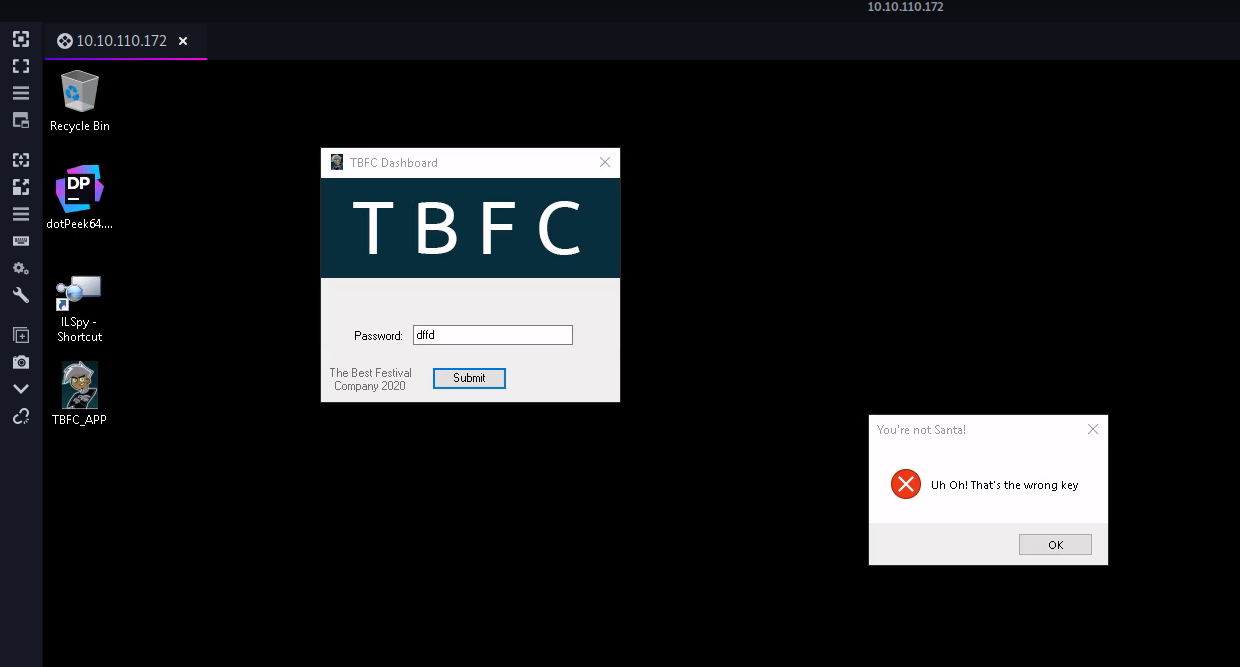 10.10.110.172
10.10.110.172
Recycle Bin
DP
dotPeek64....
ILSpy -
Shortcut
TBFC_APP
TBFC Dashboard
T B F C
Password: dffd
The Best Festival
Company 2020
Submit
You're not Santa!
Uh Oh! That's the wrong key
OK